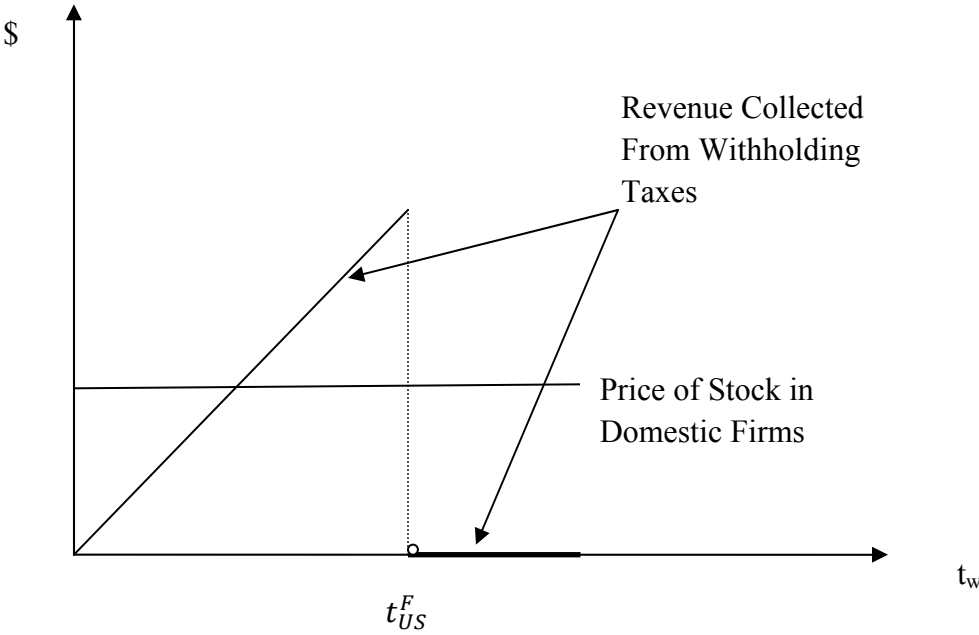 $
Revenue Collected
From Withholding
Taxes
Price of Stock in
Domestic Firms
t_w
t_{US}^{F}